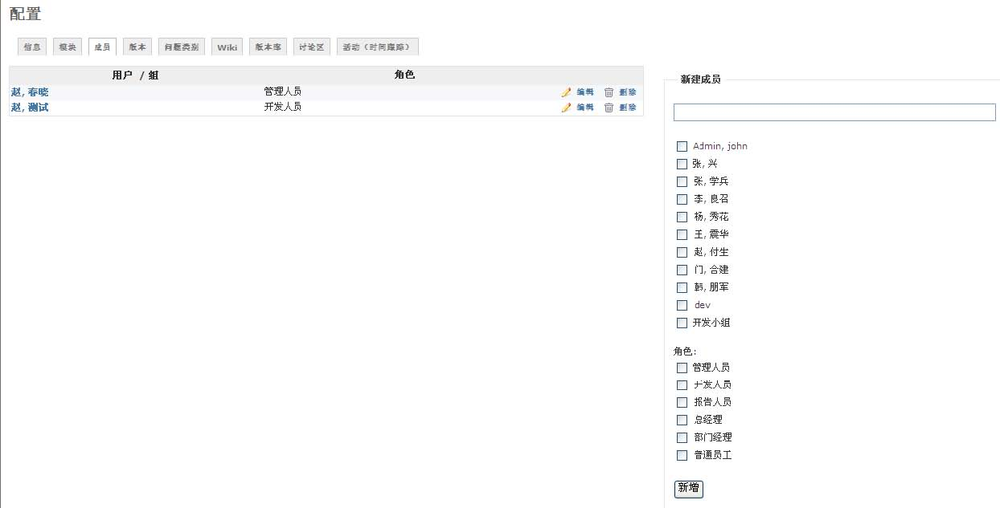 配置
信息 模块 成员 版本 问题类别 Wiki 版本库 讨论区 活动（时间跟踪）
用户 / 组 角色
赵, 春晓 管理人员 编辑 删除
赵, 测试 开发人员 编辑 删除
新建成员
Admin, john
张, 兴
张, 学兵
李, 良召
杨, 秀花
王, 震华
赵, 付生
门, 合建
韩, 朋军
dev
开发小组
角色:
管理人员
开发人员
报告人员
总经理
部门经理
普通员工
新增